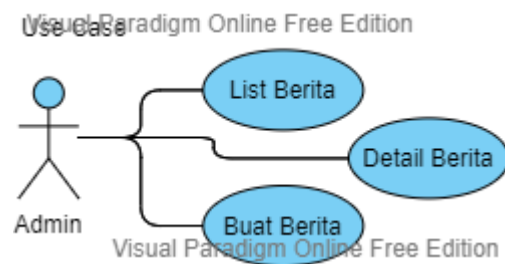 Visual Paradigm Online Free Edition
Use Case
List Berita
Detail Berita
Admin
Buat Berita
Visual Paradigm Online Free Edition